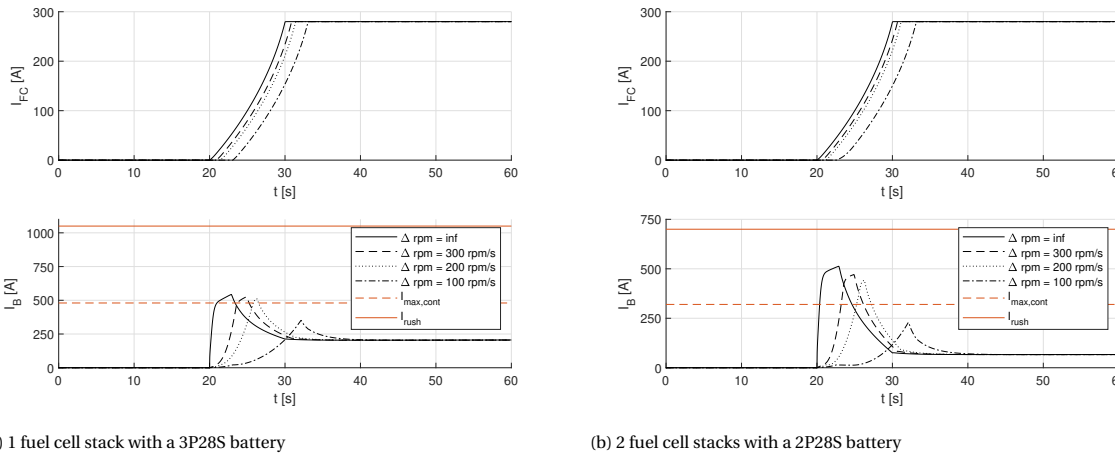 300
200
100
0
I_FC [A]
0 10 20 30 40 50 60
t [s]
1000
750
500
250
0
I_B [A]
0 10 20 30 40 50 60
t [s]
Δ rpm = inf
Δ rpm = 300 rpm/s
Δ rpm = 200 rpm/s
Δ rpm = 100 rpm/s
I_max,cont
I_rush
) 1 fuel cell stack with a 3P28S battery
300
200
100
0
I_FC [A]
0 10 20 30 40 50 60
t [s]
750
500
250
0
I_B [A]
0 10 20 30 40 50 60
t [s]
Δ rpm = inf
Δ rpm = 300 rpm/s
Δ rpm = 200 rpm/s
Δ rpm = 100 rpm/s
I_max,cont
I_rush
(b) 2 fuel cell stacks with a 2P28S battery